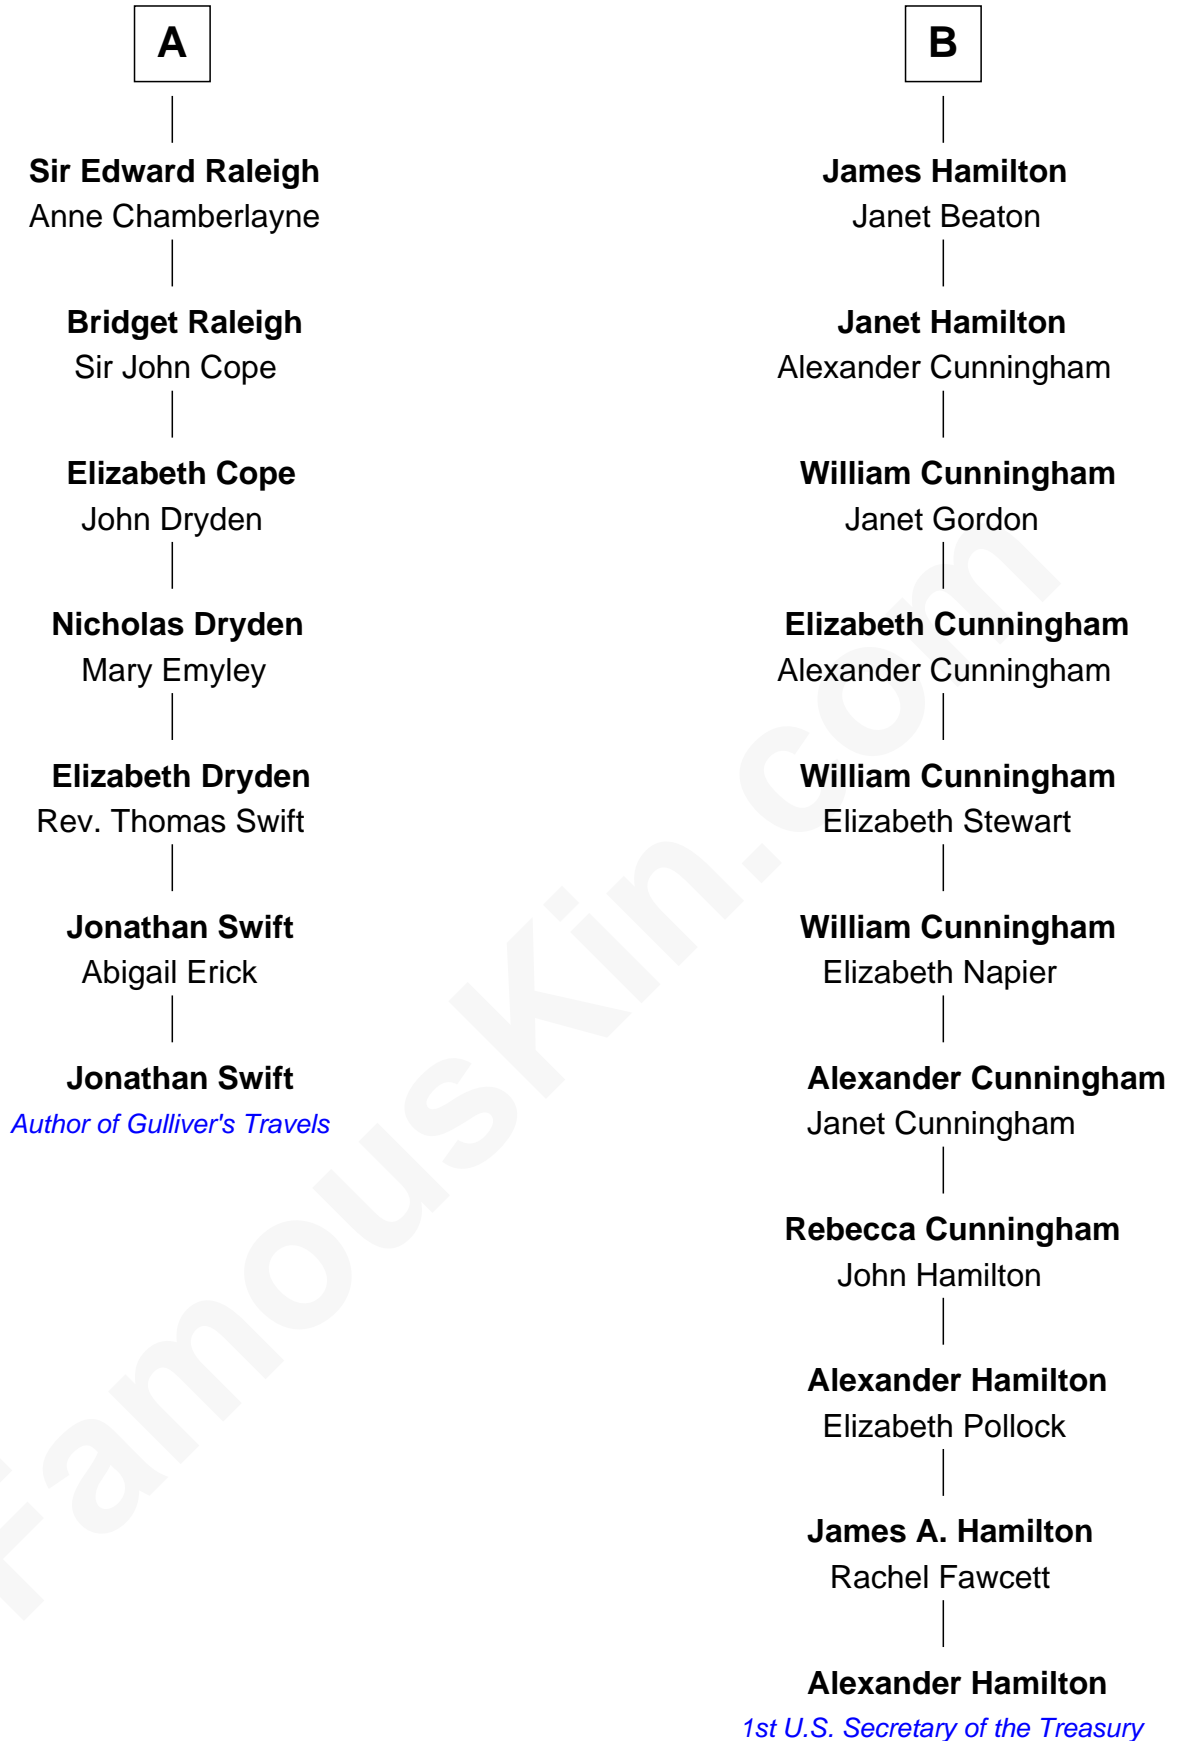 A
Sir Edward Raleigh
Anne Chamberlayne
Bridget Raleigh
Sir John Cope
Elizabeth Cope
John Dryden
Nicholas Dryden
Mary Emyley
Elizabeth Dryden
Rev. Thomas Swift
Jonathan Swift
Abigail Erick
Jonathan Swift
Author of Gulliver's Travels
B
James Hamilton
Janet Beaton
Janet Hamilton
Alexander Cunningham
William Cunningham
Janet Gordon
Elizabeth Cunningham
Alexander Cunningham
William Cunningham
Elizabeth Stewart
William Cunningham
Elizabeth Napier
Alexander Cunningham
Janet Cunningham
Rebecca Cunningham
John Hamilton
Alexander Hamilton
Elizabeth Pollock
James A. Hamilton
Rachel Fawcett
Alexander Hamilton
1st U.S. Secretary of the Treasury
FamousKin.com